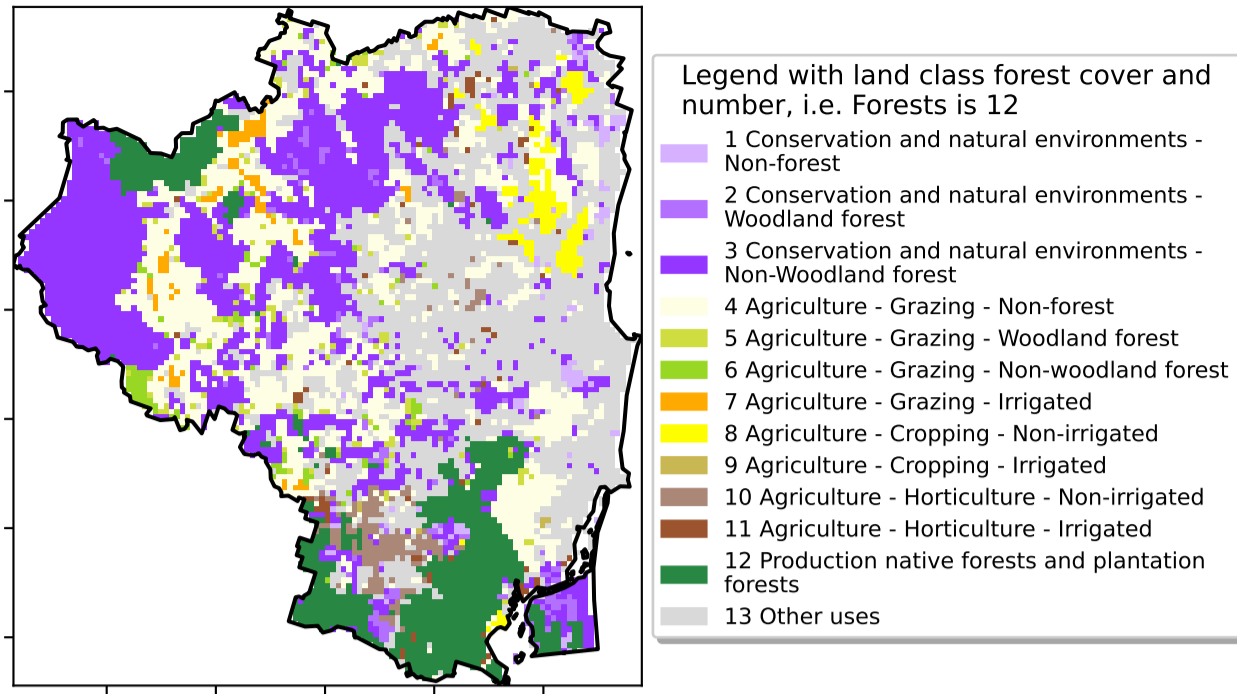 Legend with land class forest cover and
number, i.e. Forests is 12
1 Conservation and natural environments -
Non-forest
2 Conservation and natural environments -
Woodland forest
3 Conservation and natural environments -
Non-Woodland forest
4 Agriculture - Grazing - Non-forest
5 Agriculture - Grazing - Woodland forest
6 Agriculture - Grazing - Non-woodland forest
7 Agriculture - Grazing - Irrigated
8 Agriculture - Cropping - Non-irrigated
9 Agriculture - Cropping - Irrigated
10 Agriculture - Horticulture - Non-irrigated
11 Agriculture - Horticulture - Irrigated
12 Production native forests and plantation
forests
13 Other uses